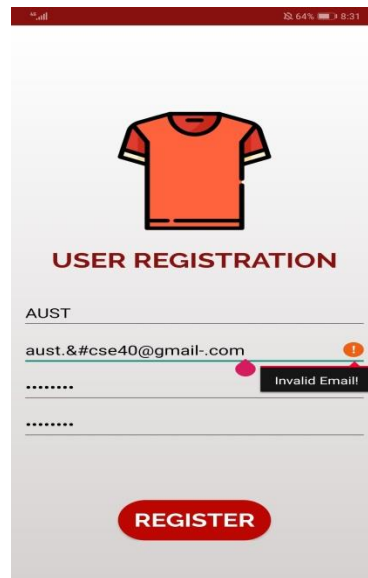 64% 8:31
USER REGISTRATION
AUST
aust.&#cse40@gmail-.com
Invalid Email!
••••••••
••••••••
REGISTER